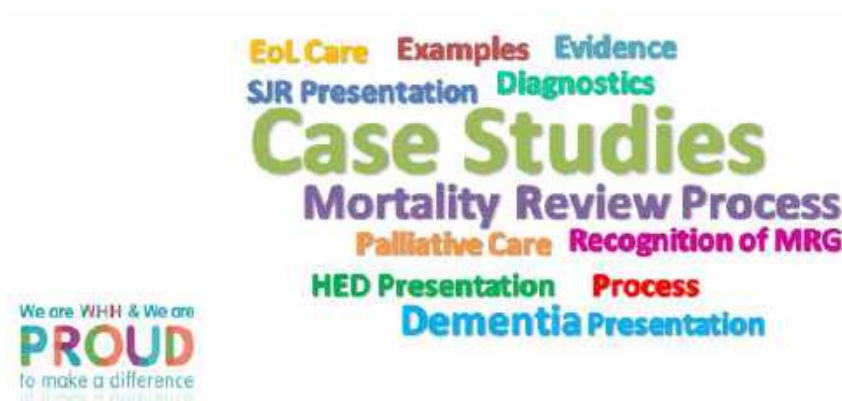 EoL Care Examples Evidence
SJR Presentation Diagnostics
Case Studies
Mortality Review Process
Palliative Care Recognition of MRG
HED Presentation Process
Dementia Presentation
We are WHH & We are
PROUD
to make a difference